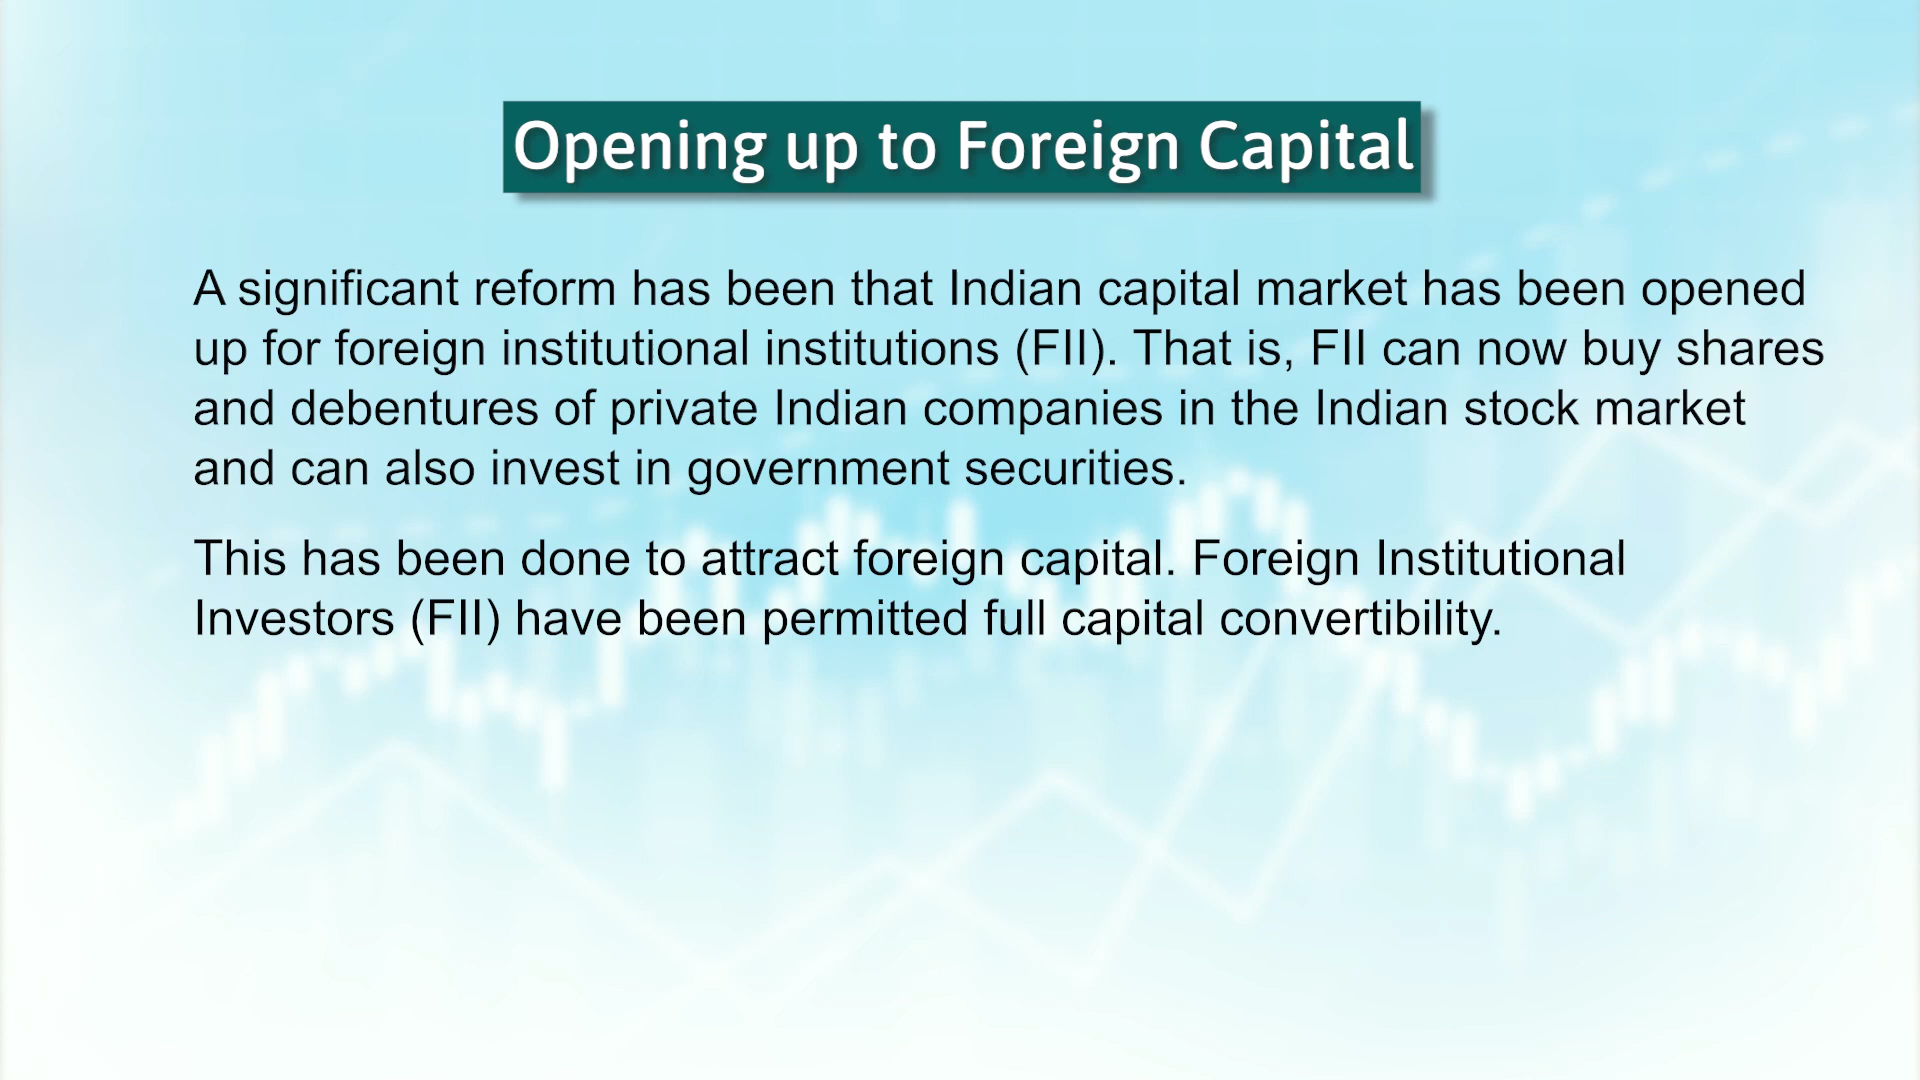 Opening up to Foreign Capital
A significant reform has been that Indian capital market has been opened
up for foreign institutional institutions (FII). That is, FII can now buy shares
and debentures of private Indian companies in the Indian stock market
and can also invest in government securities.
This has been done to attract foreign capital. Foreign Institutional
Investors (FII) have been permitted full capital convertibility.